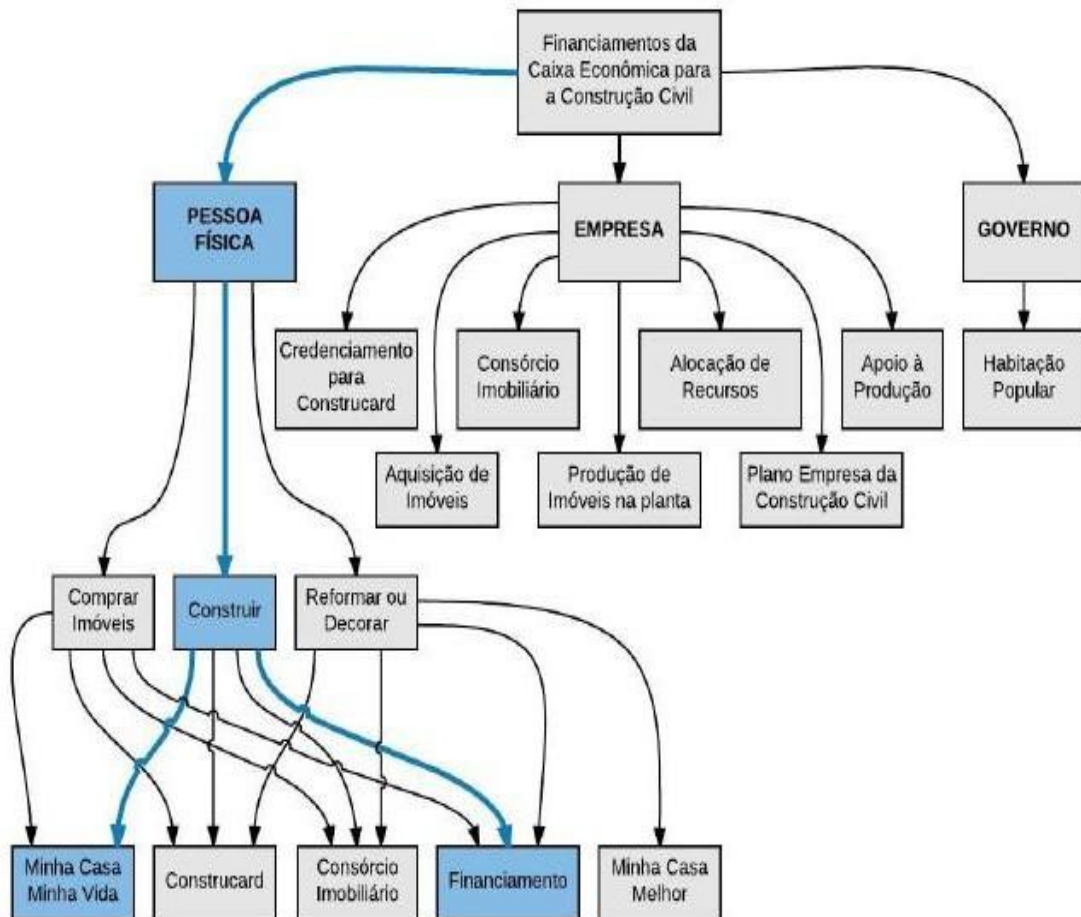 Financiamentos da
Caixa Econômica para
a Construção Civil
PESSOA
FÍSICA
EMPRESA
GOVERNO
Credenciamento
para
Construcard
Consórcio
Imobiliário
Alocação de
Recursos
Apoio à
Produção
Habitação
Popular
Aquisição de
Imóveis
Produção de
Imóveis na planta
Plano Empresa da
Construção Civil
Comprar
Imóveis
Construir
Reformar ou
Decorar
Minha Casa
Minha Vida
Construcard
Consórcio
Imobiliário
Financiamento
Minha Casa
Melhor